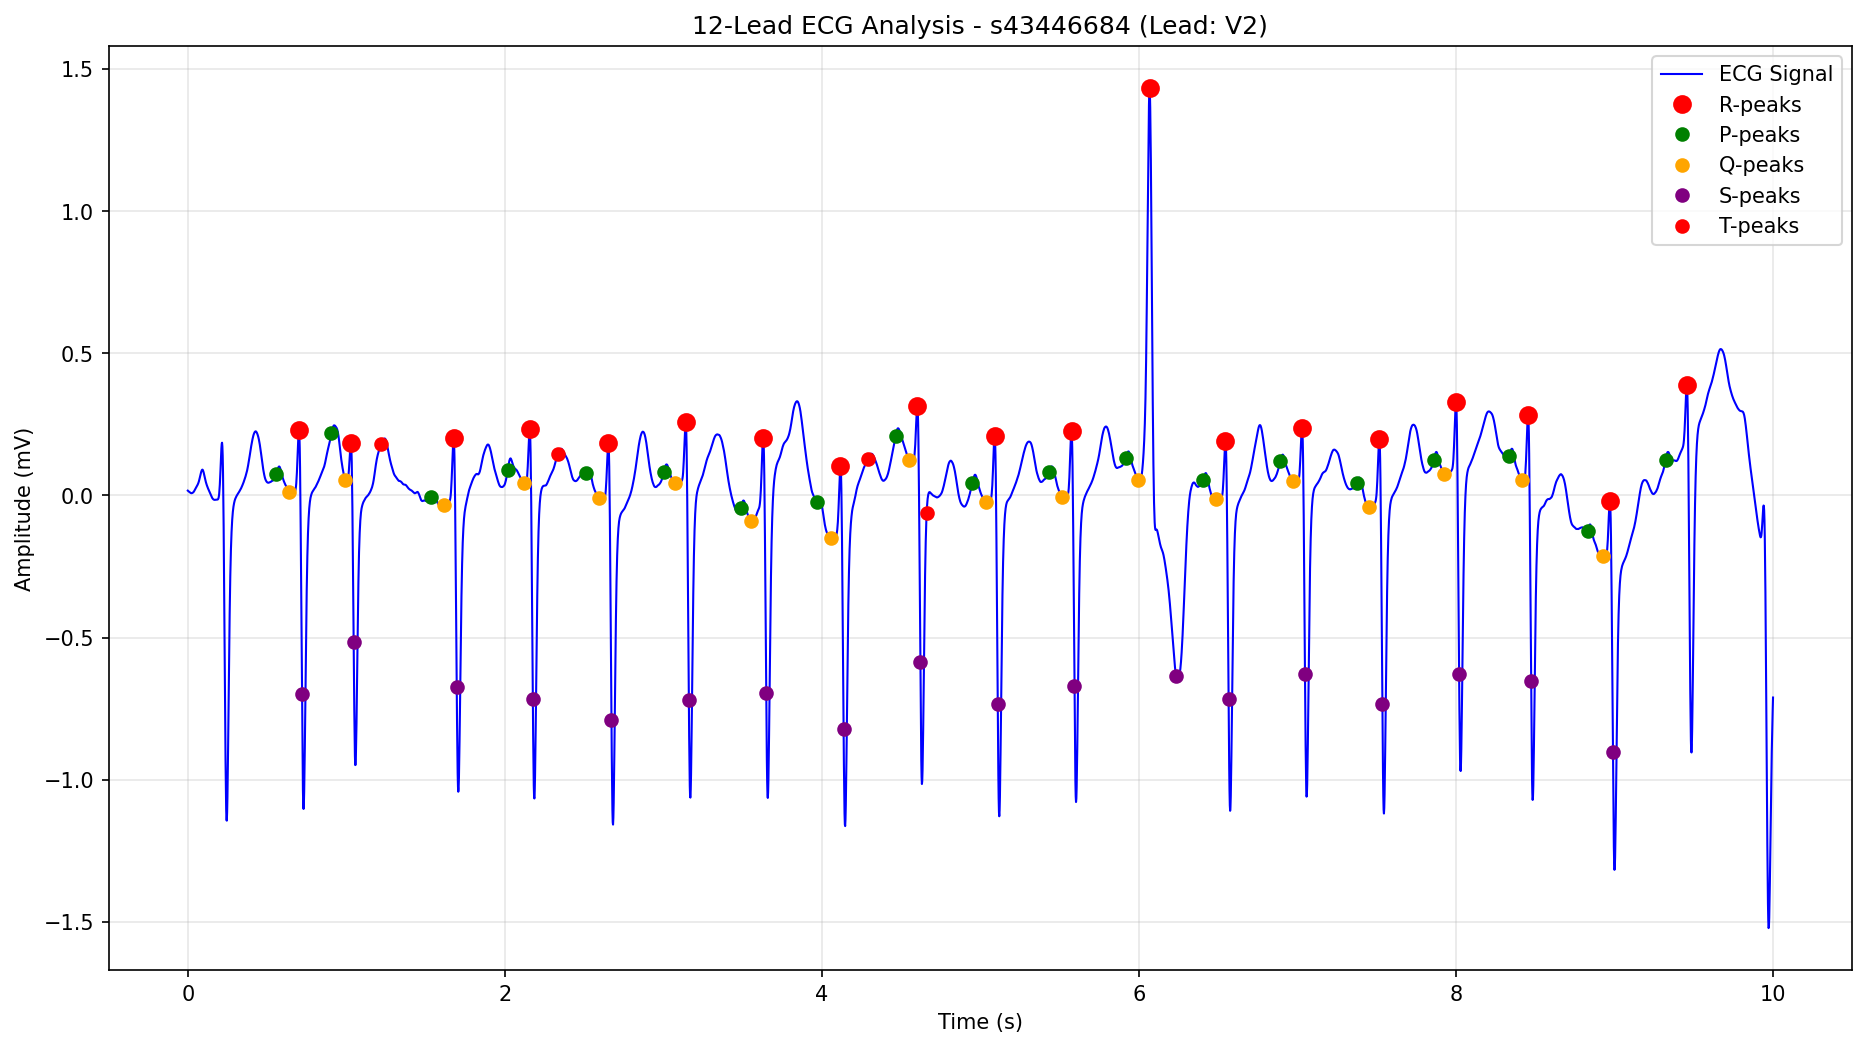 12-Lead ECG Analysis - s43446684 (Lead: V2)
ECG Signal
R-peaks
P-peaks
Q-peaks
S-peaks
T-peaks
Amplitude (mV)
1.5
1.0
0.5
0.0
−0.5
−1.0
−1.5
0 2 4 6 8 10
Time (s)